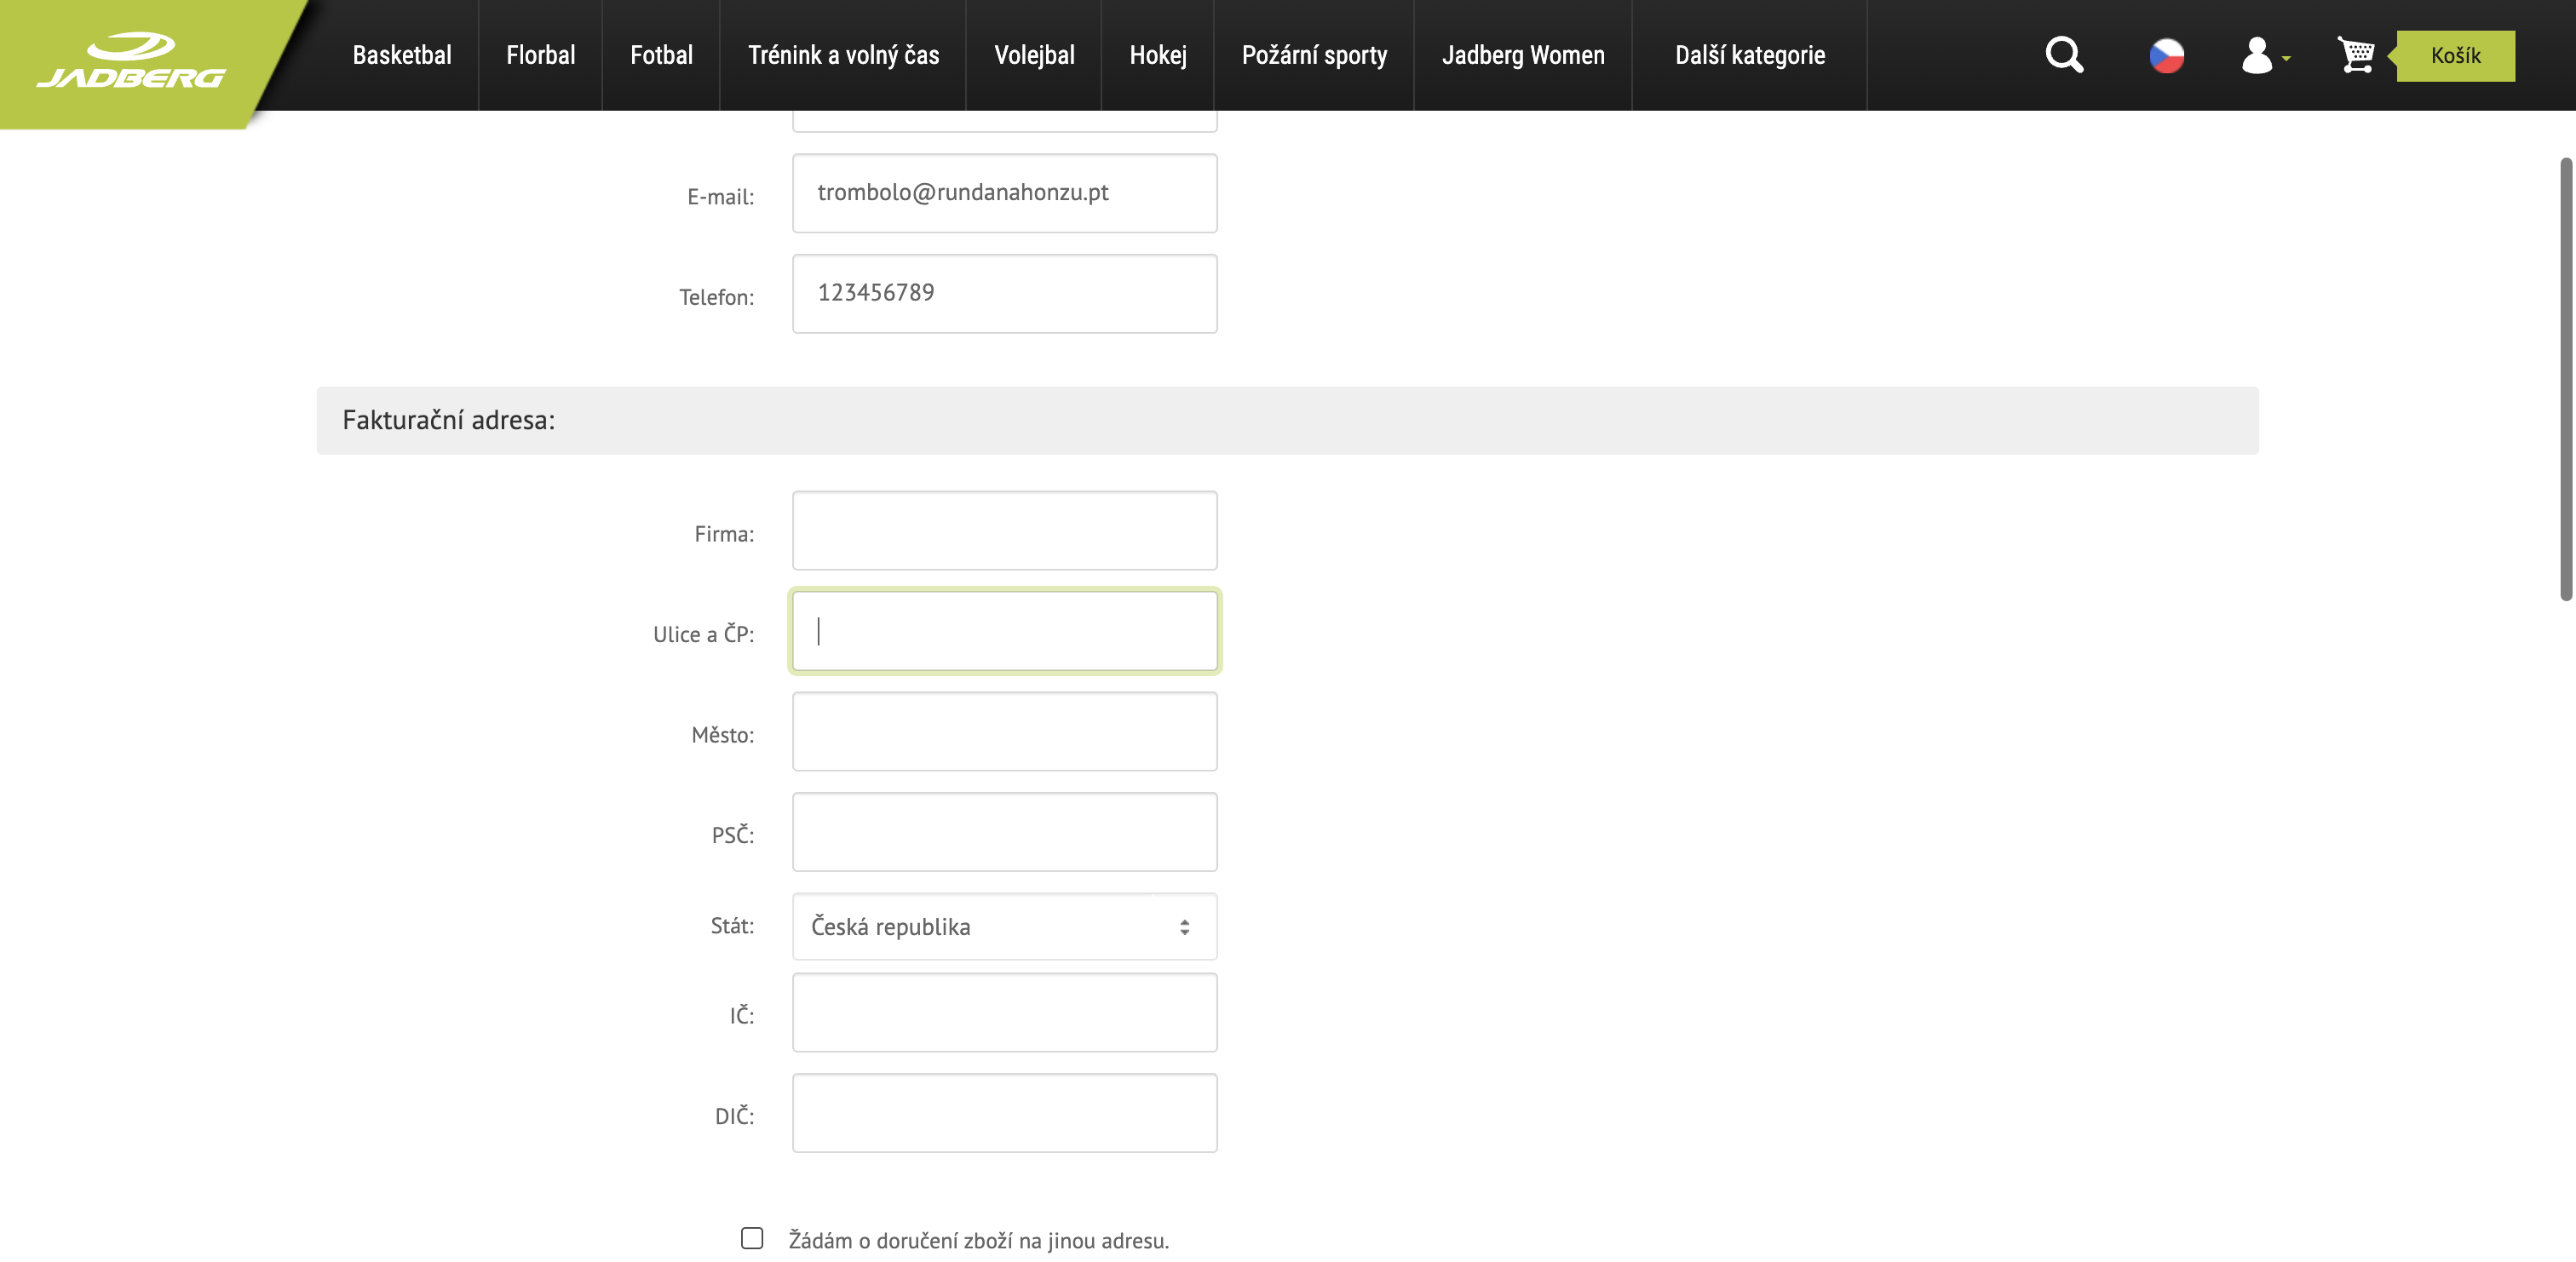 JADBERG
Basketbal Florbal Fotbal Trénink a volný čas Volejbal Hokej Požární sporty Jadberg Women Další kategorie Košík
E-mail: trombolo@rundanahonzu.pt
Telefon: 123456789
Fakturační adresa:
Firma:
Ulice a ČP:
Město:
PSČ:
Stát: Česká republika
IČ:
DIČ:
Žádám o doručení zboží na jinou adresu.